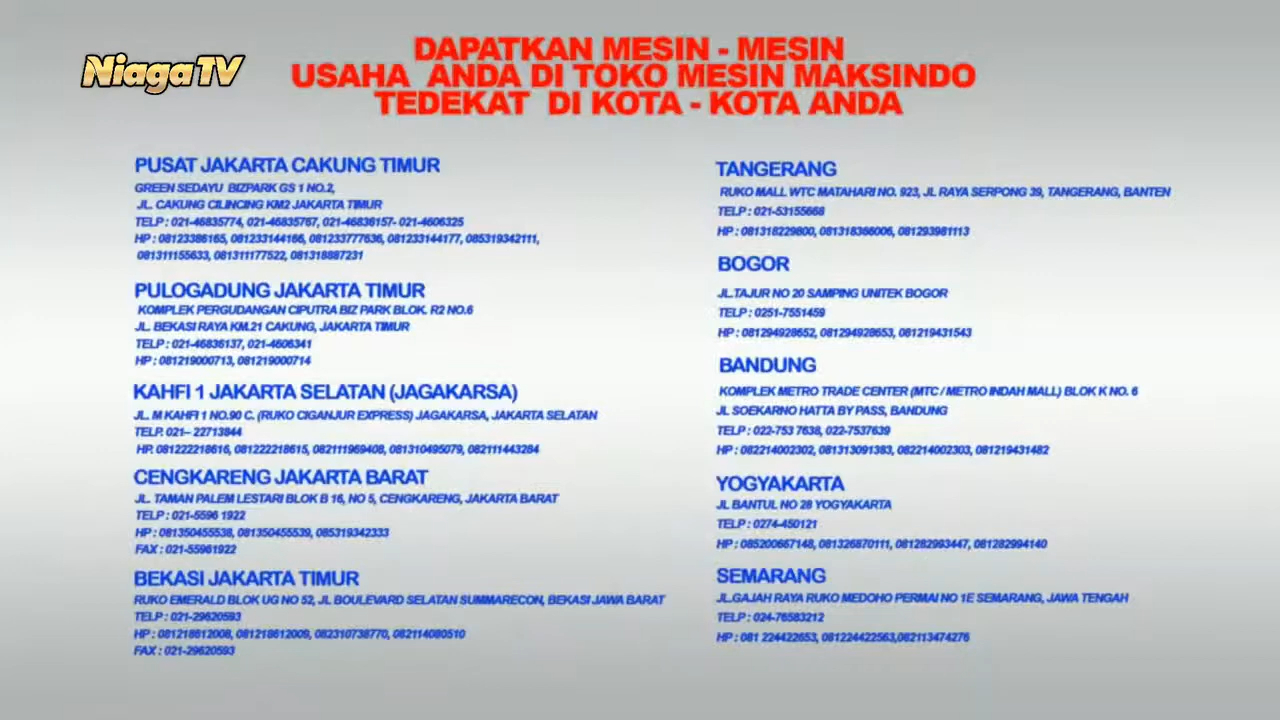 NiagaTV
DAPATKAN MESIN - MESIN
USAHA ANDA DI TOKO MESIN MAKSINDO
TEDEKAT DI KOTA - KOTA ANDA
PUSAT JAKARTA CAKUNG TIMUR
GREEN SEDAYU BIZPARK GS 1 NO.2,
JL. CAKUNG CILINCING KM2 JAKARTA TIMUR
TELP : 021-46835774, 021-46835767, 021-46836157- 021-4606325
HP : 08123386165, 081233144166, 081233777636, 081233144177, 085319342111,
081311155633, 081311177522, 081318887231
PULOGADUNG JAKARTA TIMUR
KOMPLEK PERGUDANGAN CIPUTRA BIZ PARK BLOK. R2 NO.6
JL. BEKASI RAYA KM.21 CAKUNG, JAKARTA TIMUR
TELP : 021-46836137, 021-4606341
HP : 081219000713, 081219000714
KAHFI 1 JAKARTA SELATAN (JAGAKARSA)
JL. M KAHFI 1 NO.90 C. (RUKO CIGANJUR EXPRESS) JAGAKARSA, JAKARTA SELATAN
TELP. 021– 22713844
HP. 081222218616, 081222218615, 082111969408, 081310495079, 082111443284
CENGKARENG JAKARTA BARAT
JL. TAMAN PALEM LESTARI BLOK B 16, NO 5, CENGKARENG, JAKARTA BARAT
TELP : 021-5596 1922
HP : 081350455538, 081350455539, 085319342333
FAX : 021-55961922
BEKASI JAKARTA TIMUR
RUKO EMERALD BLOK UG NO 52, JL BOULEVARD SELATAN SUMMARECON, BEKASI JAWA BARAT
TELP : 021-29620593
HP : 081218612008, 081218612009, 082310738770, 082114080510
FAX : 021-29620593
TANGERANG
RUKO MALL WTC MATAHARI NO. 923, JL RAYA SERPONG 39, TANGERANG, BANTEN
TELP : 021-53155668
HP : 081318229800, 081318366006, 081293981113
BOGOR
JL.TAJUR NO 20 SAMPING UNITEK BOGOR
TELP : 0251-7551459
HP : 081294928652, 081294928653, 081219431543
BANDUNG
KOMPLEK METRO TRADE CENTER (MTC / METRO INDAH MALL) BLOK K NO. 6
JL SOEKARNO HATTA BY PASS, BANDUNG
TELP : 022-753 7638, 022-7537639
HP : 082214002302, 081313091383, 082214002303, 081219431482
YOGYAKARTA
JL BANTUL NO 28 YOGYAKARTA
TELP : 0274-450121
HP : 085200667148, 081326870111, 081282993447, 081282994140
SEMARANG
JL.GAJAH RAYA RUKO MEDOHO PERMAI NO 1E SEMARANG, JAWA TENGAH
TELP : 024-76583212
HP : 081 224422653, 081224422563,082113474276